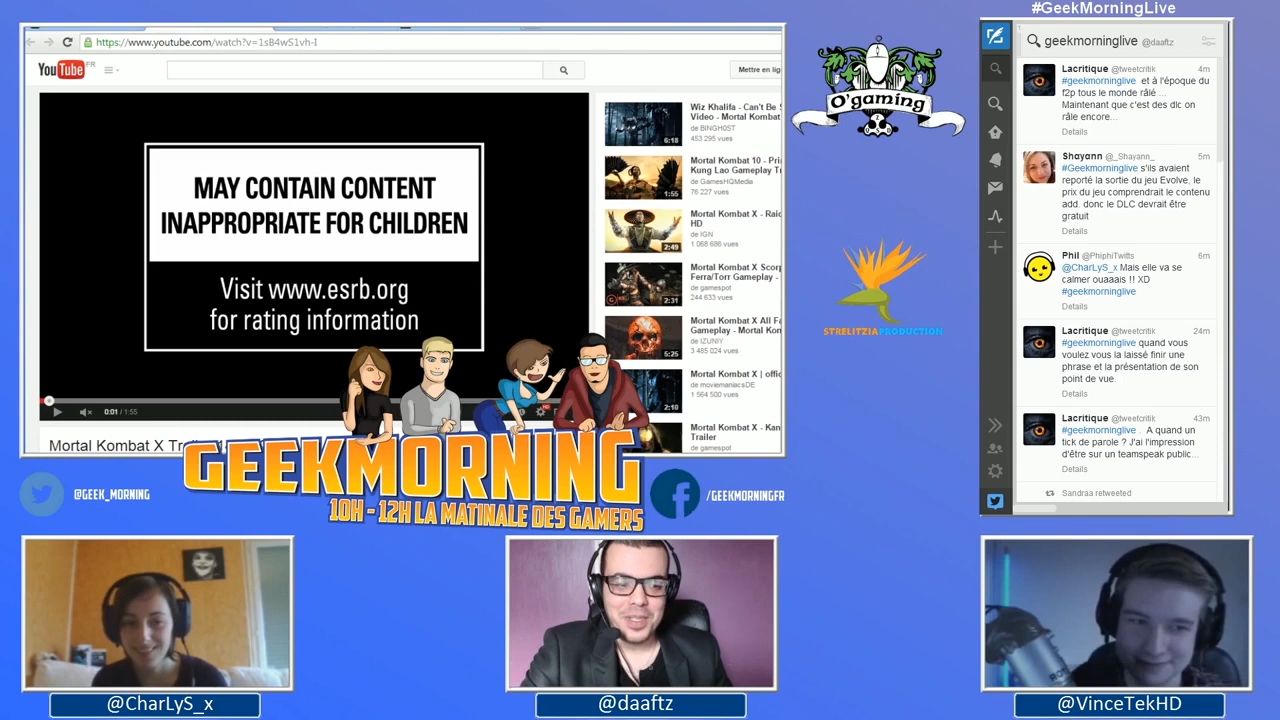 #GeekMorningLive
https://www.youtube.com/watch?v=1sB4wS1vh-I
YouTube FR
Mettre en lig
MAY CONTAIN CONTENT
INAPPROPRIATE FOR CHILDREN
Visit www.esrb.org
for rating information
0:01 / 1:55
Mortal Kombat X Tr
Wiz Khalifa - Can't Be
Video - Mortal Kombat
de BINGH0ST
453 295 vues
6:18
Mortal Kombat 10 - Pri
Kung Lao Gameplay Tr
de GamesHQMedia
76 227 vues
1:55
Mortal Kombat X - Raid
HD
de IGN
1 068 686 vues
2:49
Mortal Kombat X Scorp
Ferra/Torr Gameplay -
de gamespot
244 633 vues
2:31
Mortal Kombat X All Fa
Gameplay - Mortal Kon
de IZUNIY
3 485 024 vues
5:25
Mortal Kombat X | offic
de moviemaniacsDE
1 564 500 vues
2:18
Mortal Kombat X - Kan
Trailer
de gamespot
O'gaming
STRELITZIAPRODUCTION
GEEKMORNING
10H - 12H LA MATINALE DES GAMERS
@GEEK_MORNING
/GEEKMORNINGFR
geekmorninglive @daaftz
Lacritique @tweetcritik 4m
#geekmorninglive et à l'époque du
f2p tous le monde râlé ...
Maintenant que c'est des dlc on
râle encore...
Details
Shayann @_Shayann_ 5m
#Geekmorninglive s'ils avaient
reporté la sortie du jeu Evolve, le
prix du jeu comprendrait le contenu
add. donc le DLC devrait être
gratuit
Details
Phil @PhiphiTwitts 6m
@CharLyS_x Mais elle va se
calmer ouaaais !! XD
#geekmorninglive
Details
Lacritique @tweetcritik 24m
#geekmorninglive quand vous
voulez vous la laissé finir une
phrase et la présentation de son
point de vue.
Details
Lacritique @tweetcritik 43m
#geekmorninglive . A quand un
tick de parole ? J'ai l'impression
d'être sur un teamspeak public...
Details
Sandraa retweeted
@CharLyS_x
@daaftz
@VinceTekHD